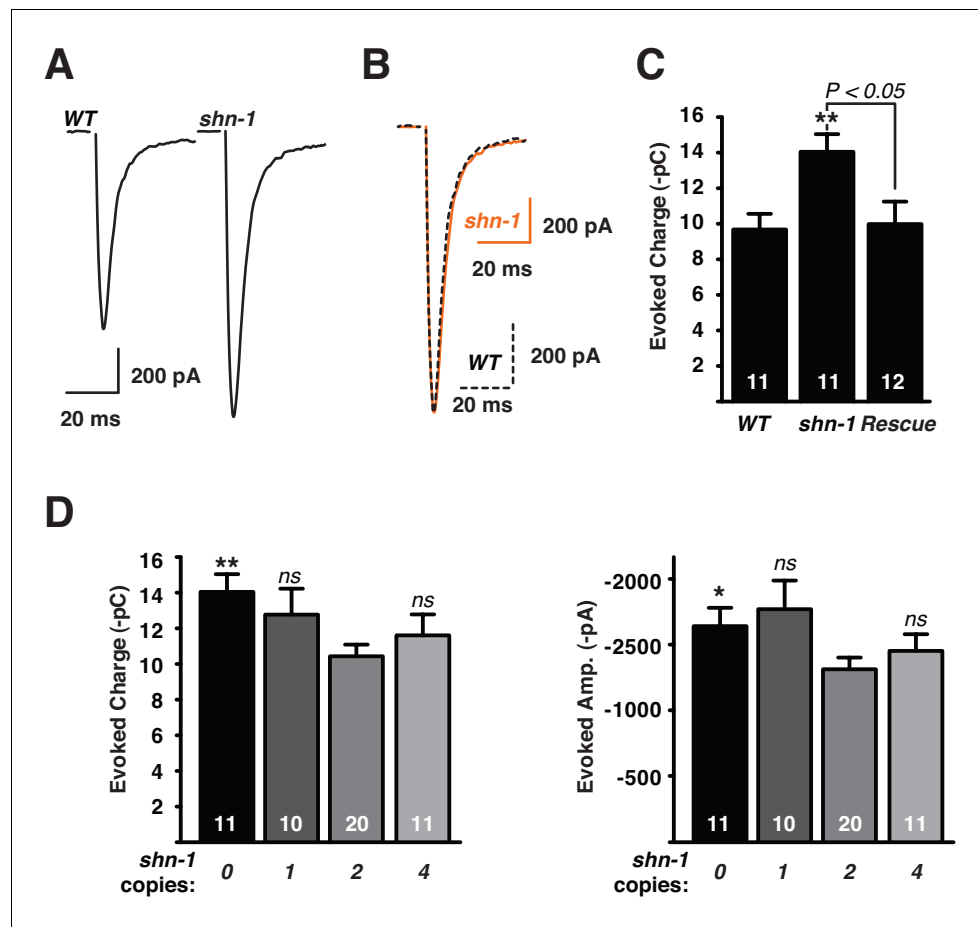 A
WT
shn-1
200 pA
20 ms
B
shn-1
200 pA
20 ms
WT
200 pA
20 ms
C
P < 0.05
**
Evoked Charge (-pC)
16
14
12
10
8
6
4
2
11
11
12
WT
shn-1
Rescue
D
Evoked Charge (-pC)
16
14
12
10
8
6
4
2
**
ns
ns
11
10
20
11
shn-1
copies:
0
1
2
4
Evoked Amp. (-pA)
-2000
-2500
-1000
-500
*
ns
ns
11
10
20
11
shn-1
copies:
0
1
2
4